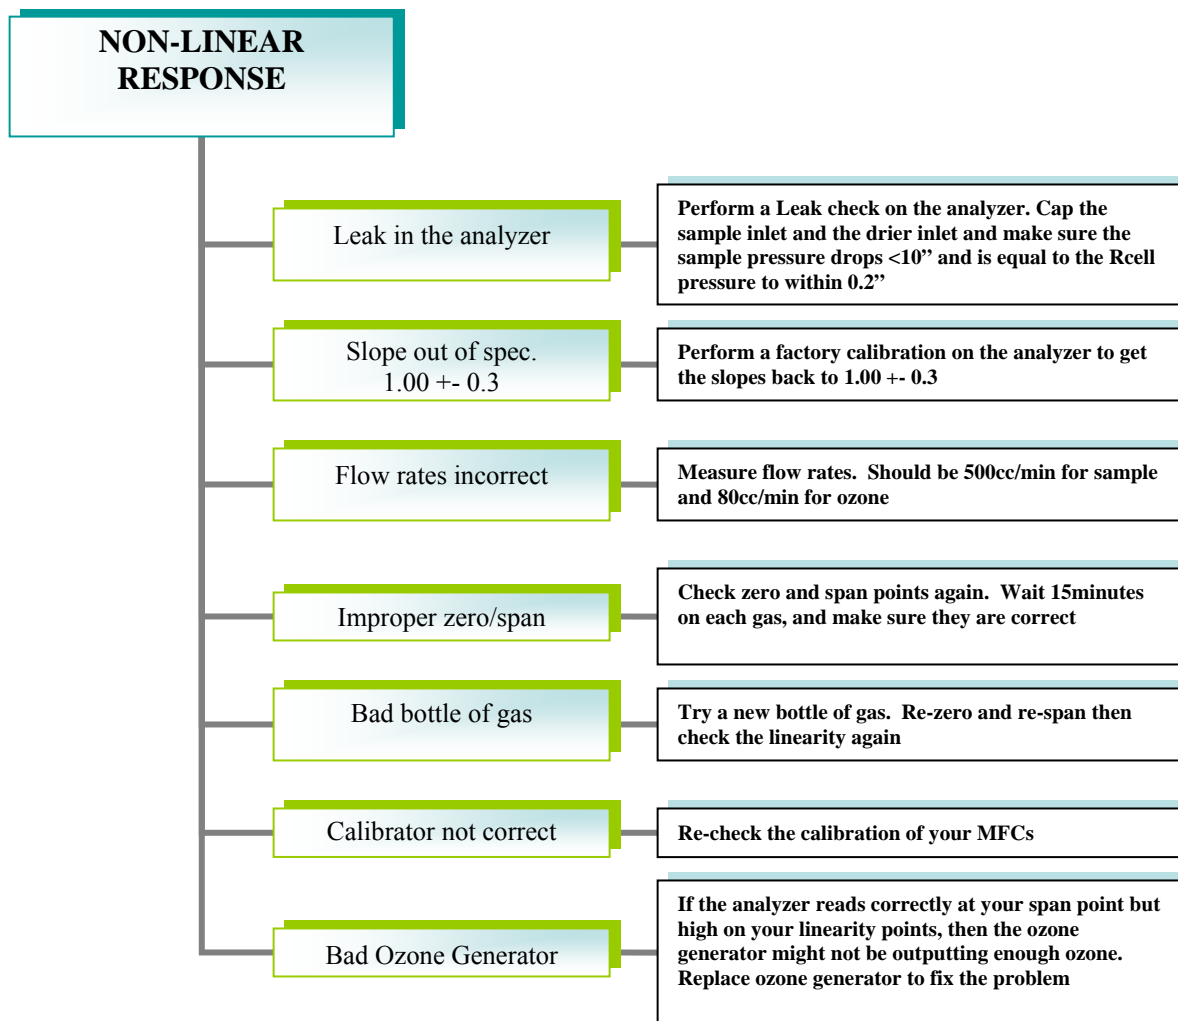 NON-LINEAR
RESPONSE
Leak in the analyzer
Perform a Leak check on the analyzer. Cap the
sample inlet and the drier inlet and make sure the
sample pressure drops <10” and is equal to the Rcell
pressure to within 0.2”
Slope out of spec.
1.00 +- 0.3
Perform a factory calibration on the analyzer to get
the slopes back to 1.00 +- 0.3
Flow rates incorrect
Measure flow rates.  Should be 500cc/min for sample
and 80cc/min for ozone
Improper zero/span
Check zero and span points again.  Wait 15minutes
on each gas, and make sure they are correct
Bad bottle of gas
Try a new bottle of gas.  Re-zero and re-span then
check the linearity again
Calibrator not correct
Re-check the calibration of your MFCs
Bad Ozone Generator
If the analyzer reads correctly at your span point but
high on your linearity points, then the ozone
generator might not be outputting enough ozone.
Replace ozone generator to fix the problem